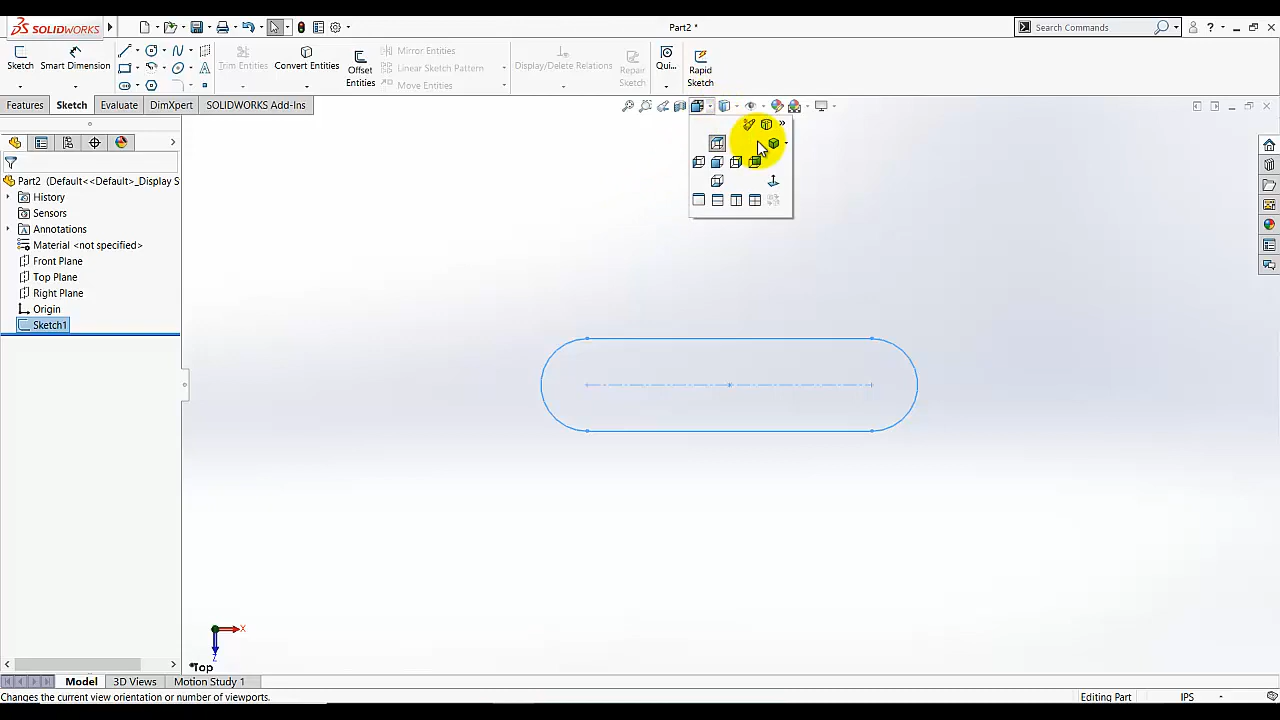 SOLIDWORKS
Part2 *
Search Commands
?
Sketch
Smart Dimension
Trim Entities
Convert Entities
Offset Entities
Mirror Entities
Linear Sketch Pattern
Move Entities
Display/Delete Relations
Repair Sketch
Qui...
Rapid Sketch
Features
Sketch
Evaluate
DimXpert
SOLIDWORKS Add-Ins
Part2 (Default<<Default>_Display S
History
Sensors
Annotations
Material <not specified>
Front Plane
Top Plane
Right Plane
Origin
Sketch1
X
Z
*Top
Model
3D Views
Motion Study 1
Changes the current view orientation or number of viewports.
Editing Part
IPS